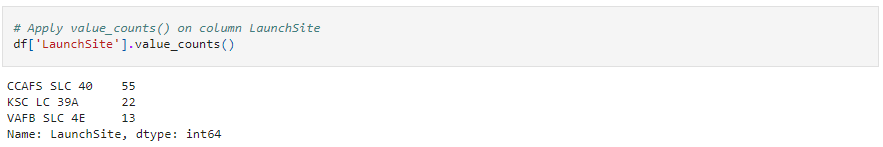 # Apply value_counts() on column LaunchSite
df['LaunchSite'].value_counts()
CCAFS SLC 40    55
KSC LC 39A      22
VAFB SLC 4E     13
Name: LaunchSite, dtype: int64